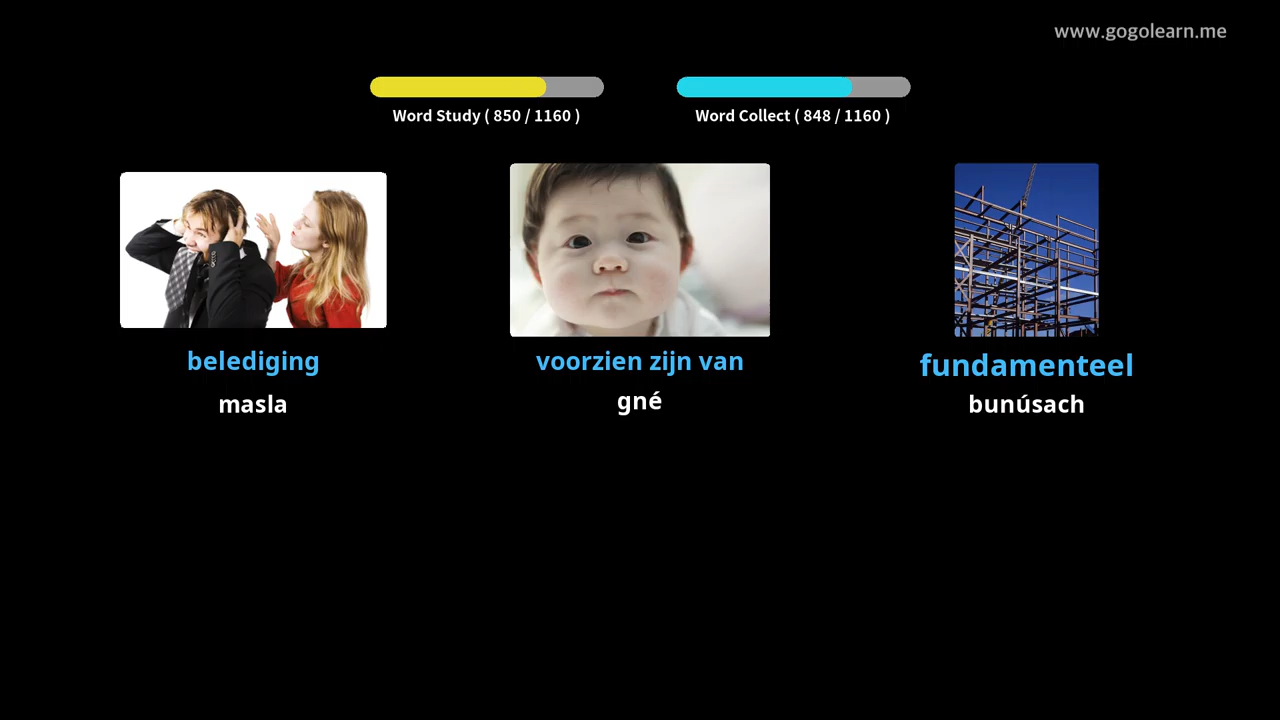 www.gogolearn.me
Word Study ( 850 / 1160 )
Word Collect ( 848 / 1160 )
belediging
masla
voorzien zijn van
gné
fundamenteel
bunúsach